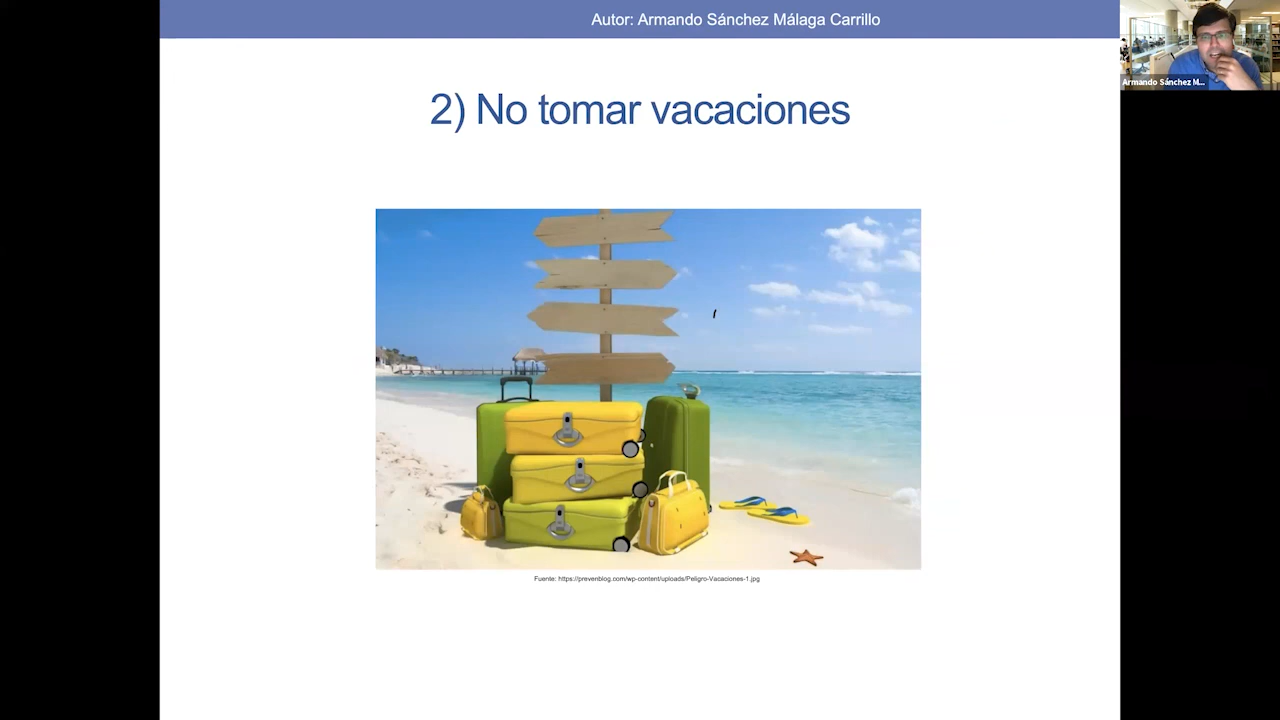 Autor: Armando Sánchez Málaga Carrillo
Armando Sánchez M...
2) No tomar vacaciones
Fuente: https://prevenblog.com/wp-content/uploads/Peligro-Vacaciones-1.jpg